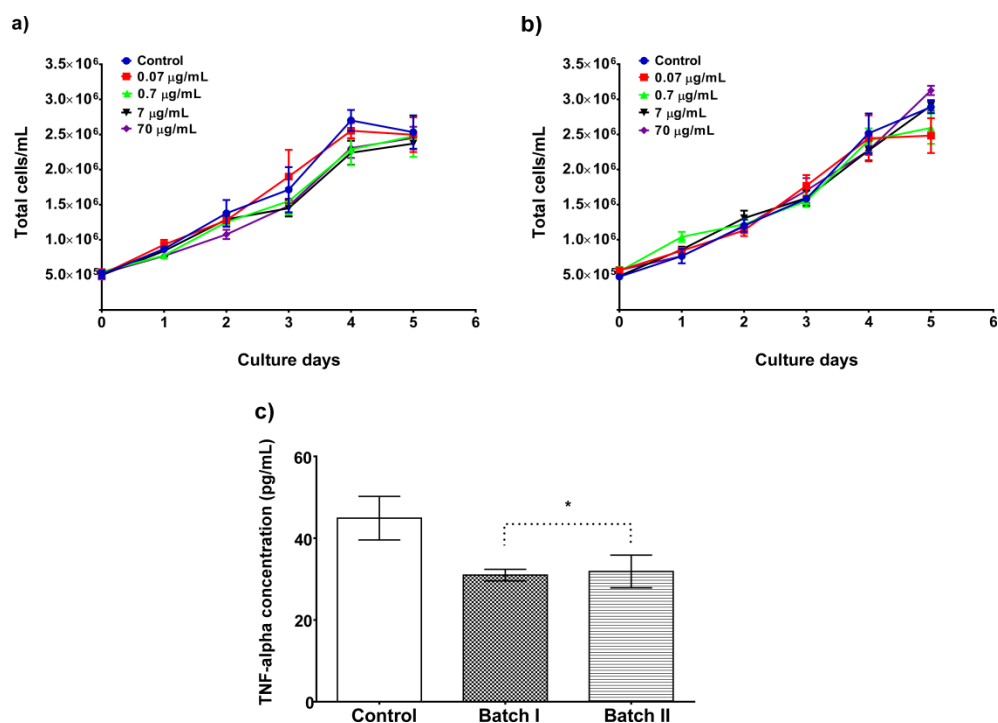 a)
Control
0.07 μg/mL
0.7 μg/mL
7 μg/mL
70 μg/mL
Total cells/mL
3.5×10⁶
3.0×10⁶
2.5×10⁶
2.0×10⁶
1.5×10⁶
1.0×10⁶
5.0×10⁵
0 1 2 3 4 5 6
Culture days
b)
Control
0.07 μg/mL
0.7 μg/mL
7 μg/mL
70 μg/mL
Total cells/mL
3.5×10⁶
3.0×10⁶
2.5×10⁶
2.0×10⁶
1.5×10⁶
1.0×10⁶
5.0×10⁵
0 1 2 3 4 5 6
Culture days
c)
TNF-alpha concentration (pg/mL)
60
40
20
0
*
Control Batch I Batch II